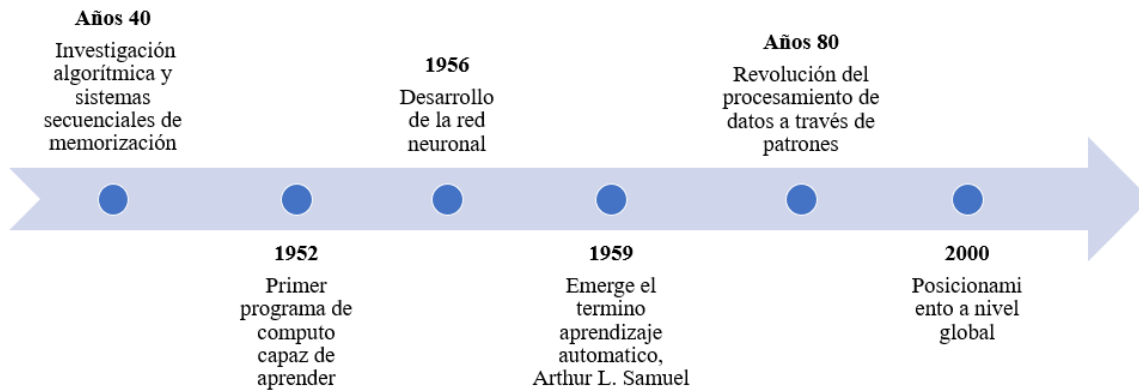 Años 40
Investigación
algorítmica y
sistemas
secuenciales de
memorización
1952
Primer
programa de
computo
capaz de
aprender
1956
Desarrollo
de la red
neuronal
1959
Emerge el
termino
aprendizaje
automatico,
Arthur L. Samuel
Años 80
Revolución del
procesamiento de
datos a través de
patrones
2000
Posicionami
ento a nivel
global